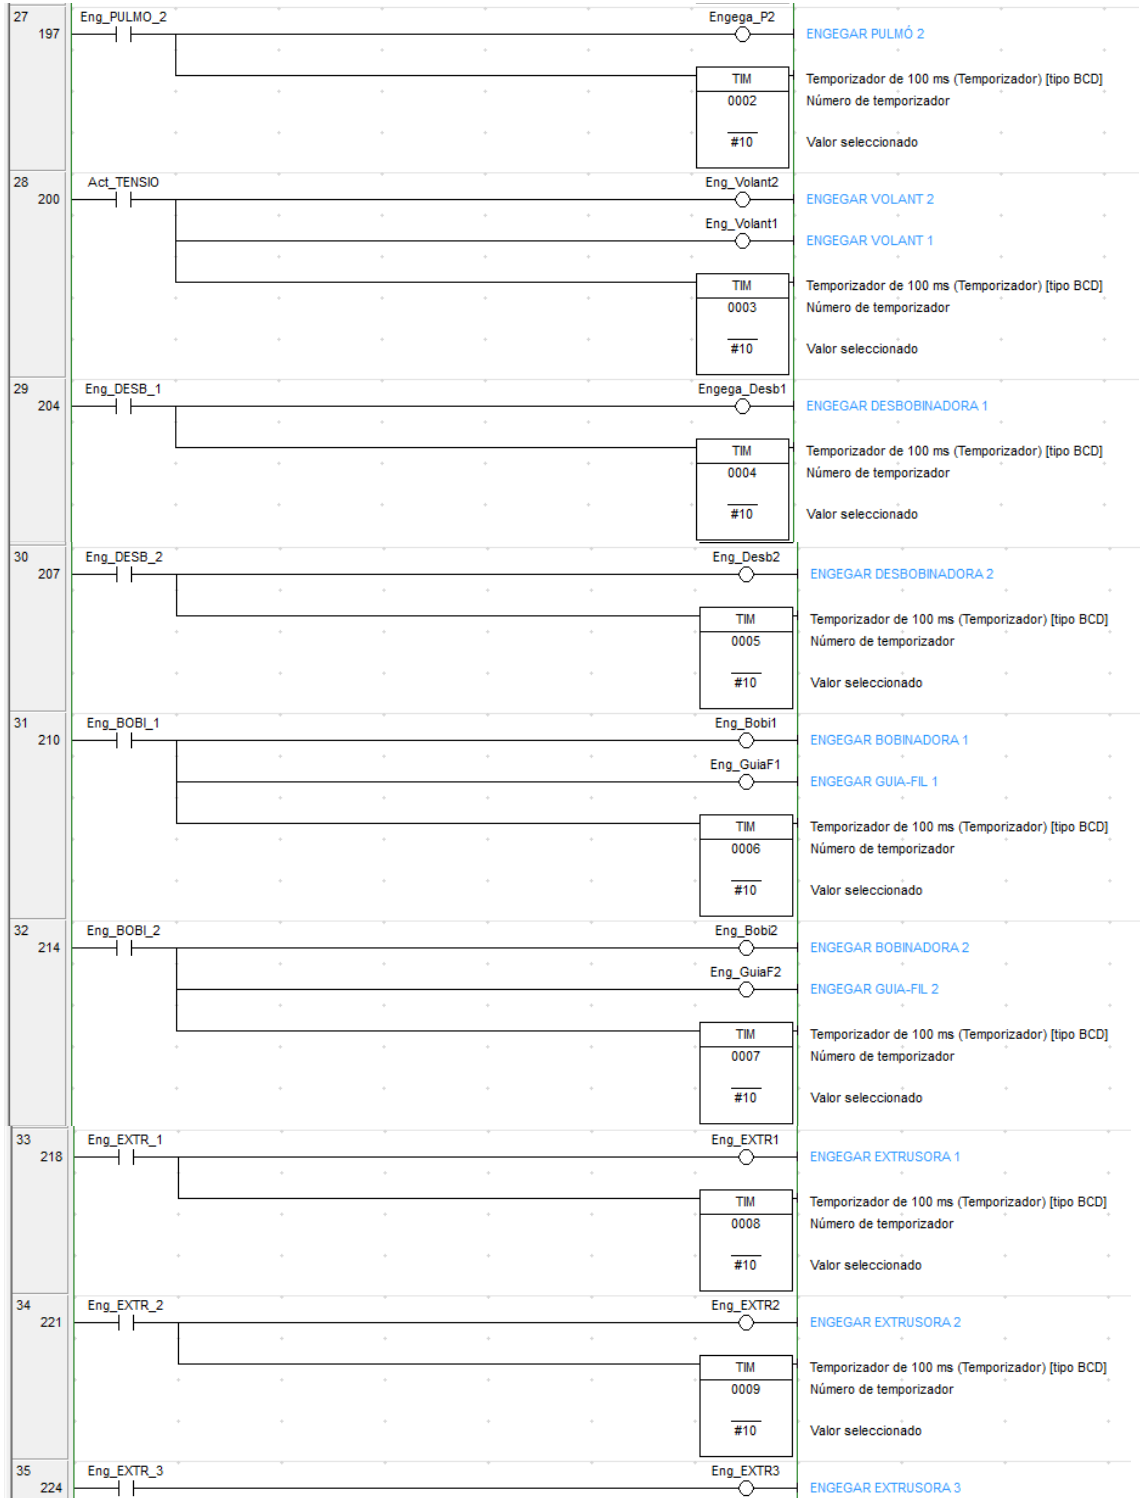 27 Eng_PULMO_2 Engega_P2
197 ENGEGAR PULMÓ 2
TIM Temporizador de 100 ms (Temporizador) [tipo BCD]
0002 Número de temporizador
#10 Valor seleccionado
28 Act_TENSIO Eng_Volant2
200 ENGEGAR VOLANT 2
Eng_Volant1
ENGEGAR VOLANT 1
TIM Temporizador de 100 ms (Temporizador) [tipo BCD]
0003 Número de temporizador
#10 Valor seleccionado
29 Eng_DESB_1 Engega_Desb1
204 ENGEGAR DESBOBINADORA 1
TIM Temporizador de 100 ms (Temporizador) [tipo BCD]
0004 Número de temporizador
#10 Valor seleccionado
30 Eng_DESB_2 Eng_Desb2
207 ENGEGAR DESBOBINADORA 2
TIM Temporizador de 100 ms (Temporizador) [tipo BCD]
0005 Número de temporizador
#10 Valor seleccionado
31 Eng_BOBI_1 Eng_Bobi1
210 ENGEGAR BOBINADORA 1
Eng_GuiaF1
ENGEGAR GUIA-FIL 1
TIM Temporizador de 100 ms (Temporizador) [tipo BCD]
0006 Número de temporizador
#10 Valor seleccionado
32 Eng_BOBI_2 Eng_Bobi2
214 ENGEGAR BOBINADORA 2
Eng_GuiaF2
ENGEGAR GUIA-FIL 2
TIM Temporizador de 100 ms (Temporizador) [tipo BCD]
0007 Número de temporizador
#10 Valor seleccionado
33 Eng_EXTR_1 Eng_EXTR1
218 ENGEGAR EXTRUSORA 1
TIM Temporizador de 100 ms (Temporizador) [tipo BCD]
0008 Número de temporizador
#10 Valor seleccionado
34 Eng_EXTR_2 Eng_EXTR2
221 ENGEGAR EXTRUSORA 2
TIM Temporizador de 100 ms (Temporizador) [tipo BCD]
0009 Número de temporizador
#10 Valor seleccionado
35 Eng_EXTR_3 Eng_EXTR3
224 ENGEGAR EXTRUSORA 3